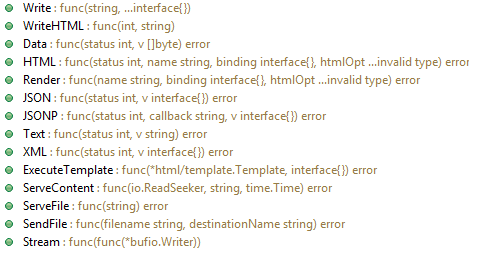 Write : func(string, ...interface{})
WriteHTML : func(int, string)
Data : func(status int, v []byte) error
HTML : func(status int, name string, binding interface{}, htmlOpt ...invalid type) error
Render : func(name string, binding interface{}, htmlOpt ...invalid type) error
JSON : func(status int, v interface{}) error
JSONP : func(status int, callback string, v interface{}) error
Text : func(status int, v string) error
XML : func(status int, v interface{}) error
ExecuteTemplate : func(*html/template.Template, interface{}) error
ServeContent : func(io.ReadSeeker, string, time.Time) error
ServeFile : func(string) error
SendFile : func(filename string, destinationName string) error
Stream : func(func(*bufio.Writer))